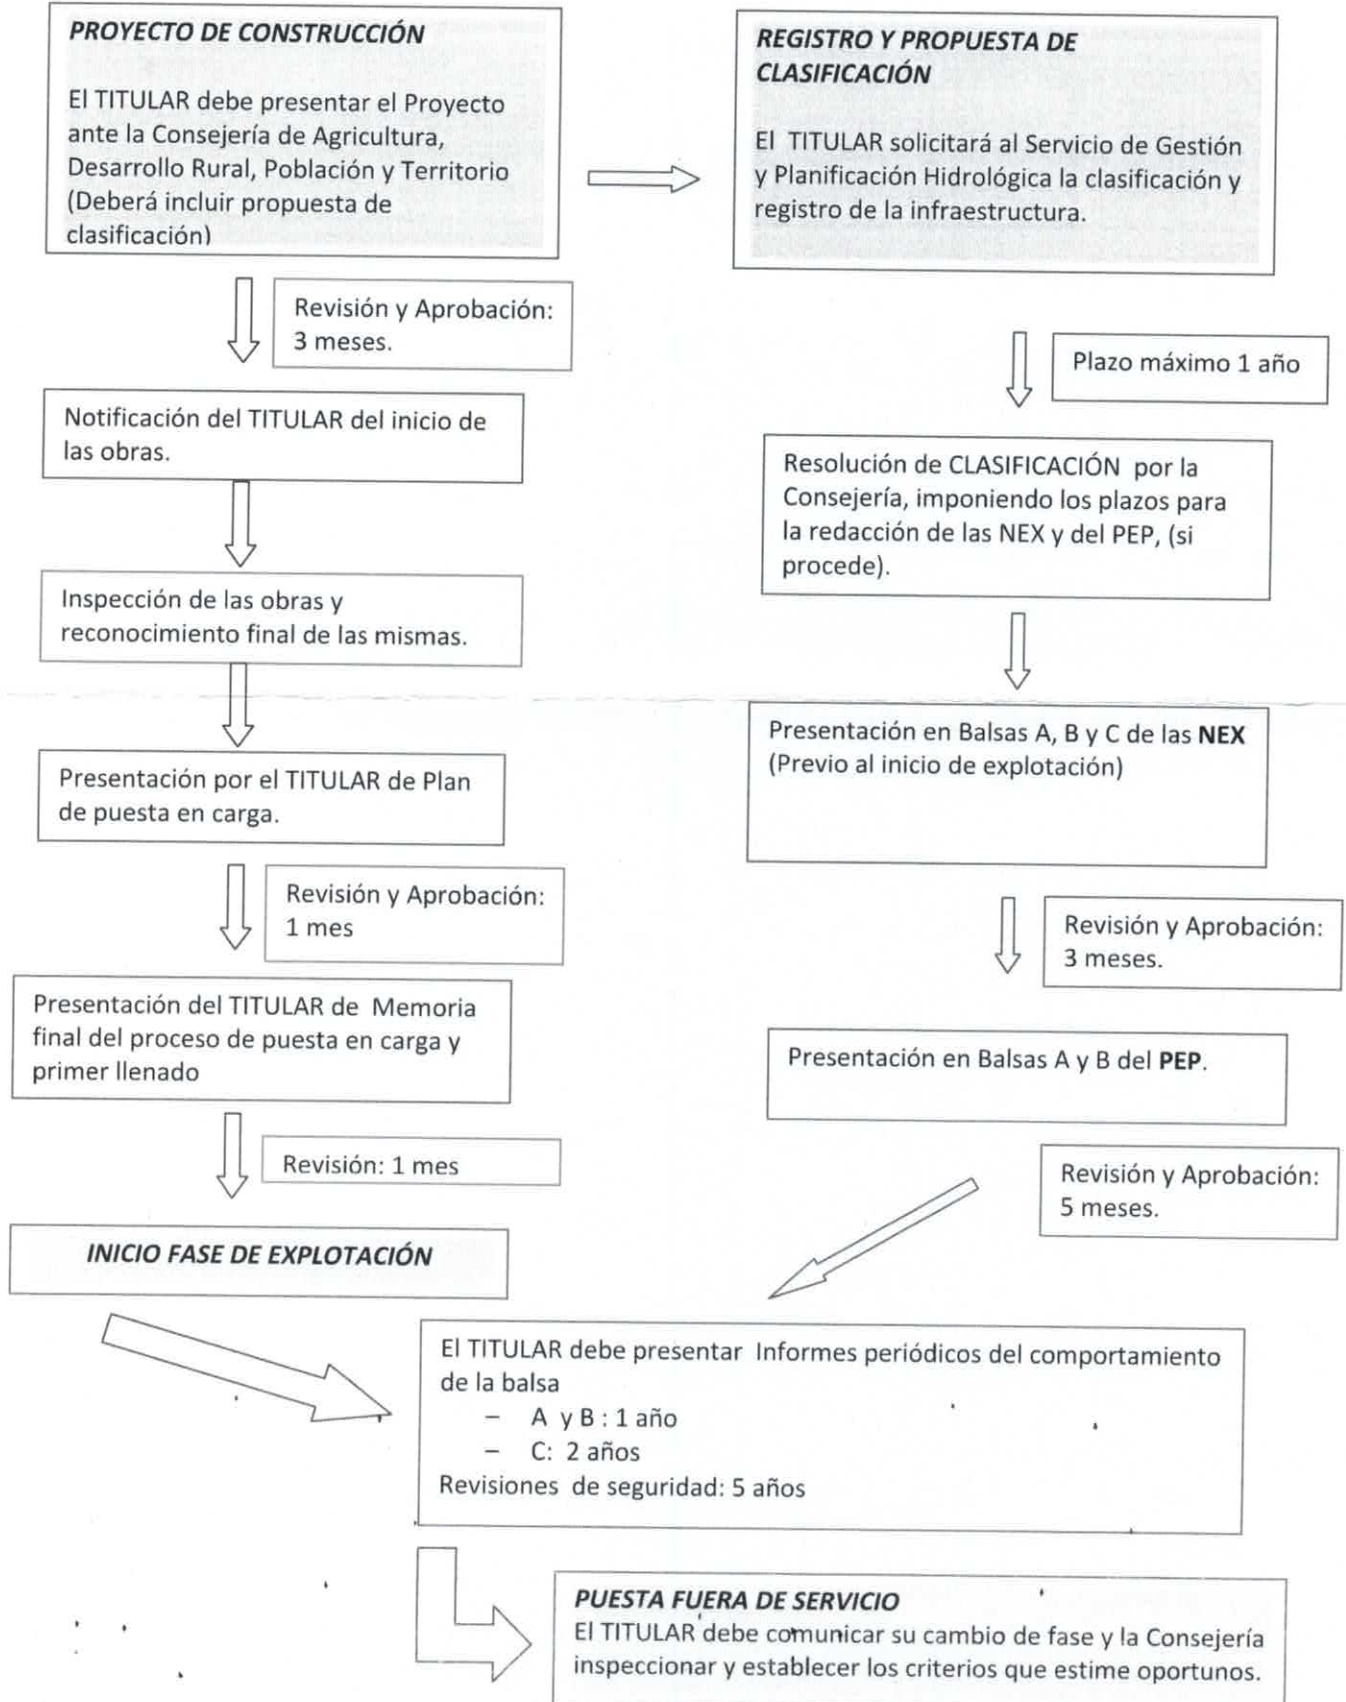 PROYECTO DE CONSTRUCCIÓN
El TITULAR debe presentar el Proyecto
ante la Consejería de Agricultura,
Desarrollo Rural, Población y Territorio
(Deberá incluir propuesta de
clasificación)
REGISTRO Y PROPUESTA DE
CLASIFICACIÓN
El TITULAR solicitará al Servicio de Gestión
y Planificación Hidrológica la clasificación y
registro de la infraestructura.
Revisión y Aprobación:
3 meses.
Plazo máximo 1 año
Notificación del TITULAR del inicio de
las obras.
Resolución de CLASIFICACIÓN por la
Consejería, imponiendo los plazos para
la redacción de las NEX y del PEP, (si
procede).
Inspección de las obras y
reconocimiento final de las mismas.
Presentación en Balsas A, B y C de las NEX
(Previo al inicio de explotación)
Presentación por el TITULAR de Plan
de puesta en carga.
Revisión y Aprobación:
1 mes
Revisión y Aprobación:
3 meses.
Presentación del TITULAR de Memoria
final del proceso de puesta en carga y
primer llenado
Presentación en Balsas A y B del PEP.
Revisión: 1 mes
Revisión y Aprobación:
5 meses.
INICIO FASE DE EXPLOTACIÓN
El TITULAR debe presentar Informes periódicos del comportamiento
de la balsa
– A y B : 1 año
– C: 2 años
Revisiones de seguridad: 5 años
PUESTA FUERA DE SERVICIO
El TITULAR debe comunicar su cambio de fase y la Consejería
inspeccionar y establecer los criterios que estime oportunos.